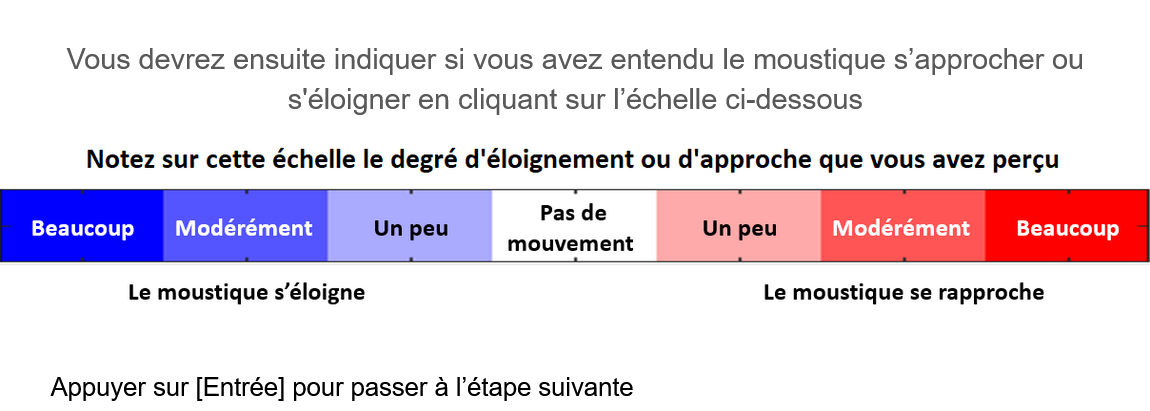 Vous devrez ensuite indiquer si vous avez entendu le moustique s’approcher ou
s'éloigner en cliquant sur l’échelle ci-dessous
Notez sur cette échelle le degré d'éloignement ou d'approche que vous avez perçu
Beaucoup Modérément Un peu Pas de mouvement Un peu Modérément Beaucoup
Le moustique s’éloigne Le moustique se rapproche
Appuyer sur [Entrée] pour passer à l’étape suivante